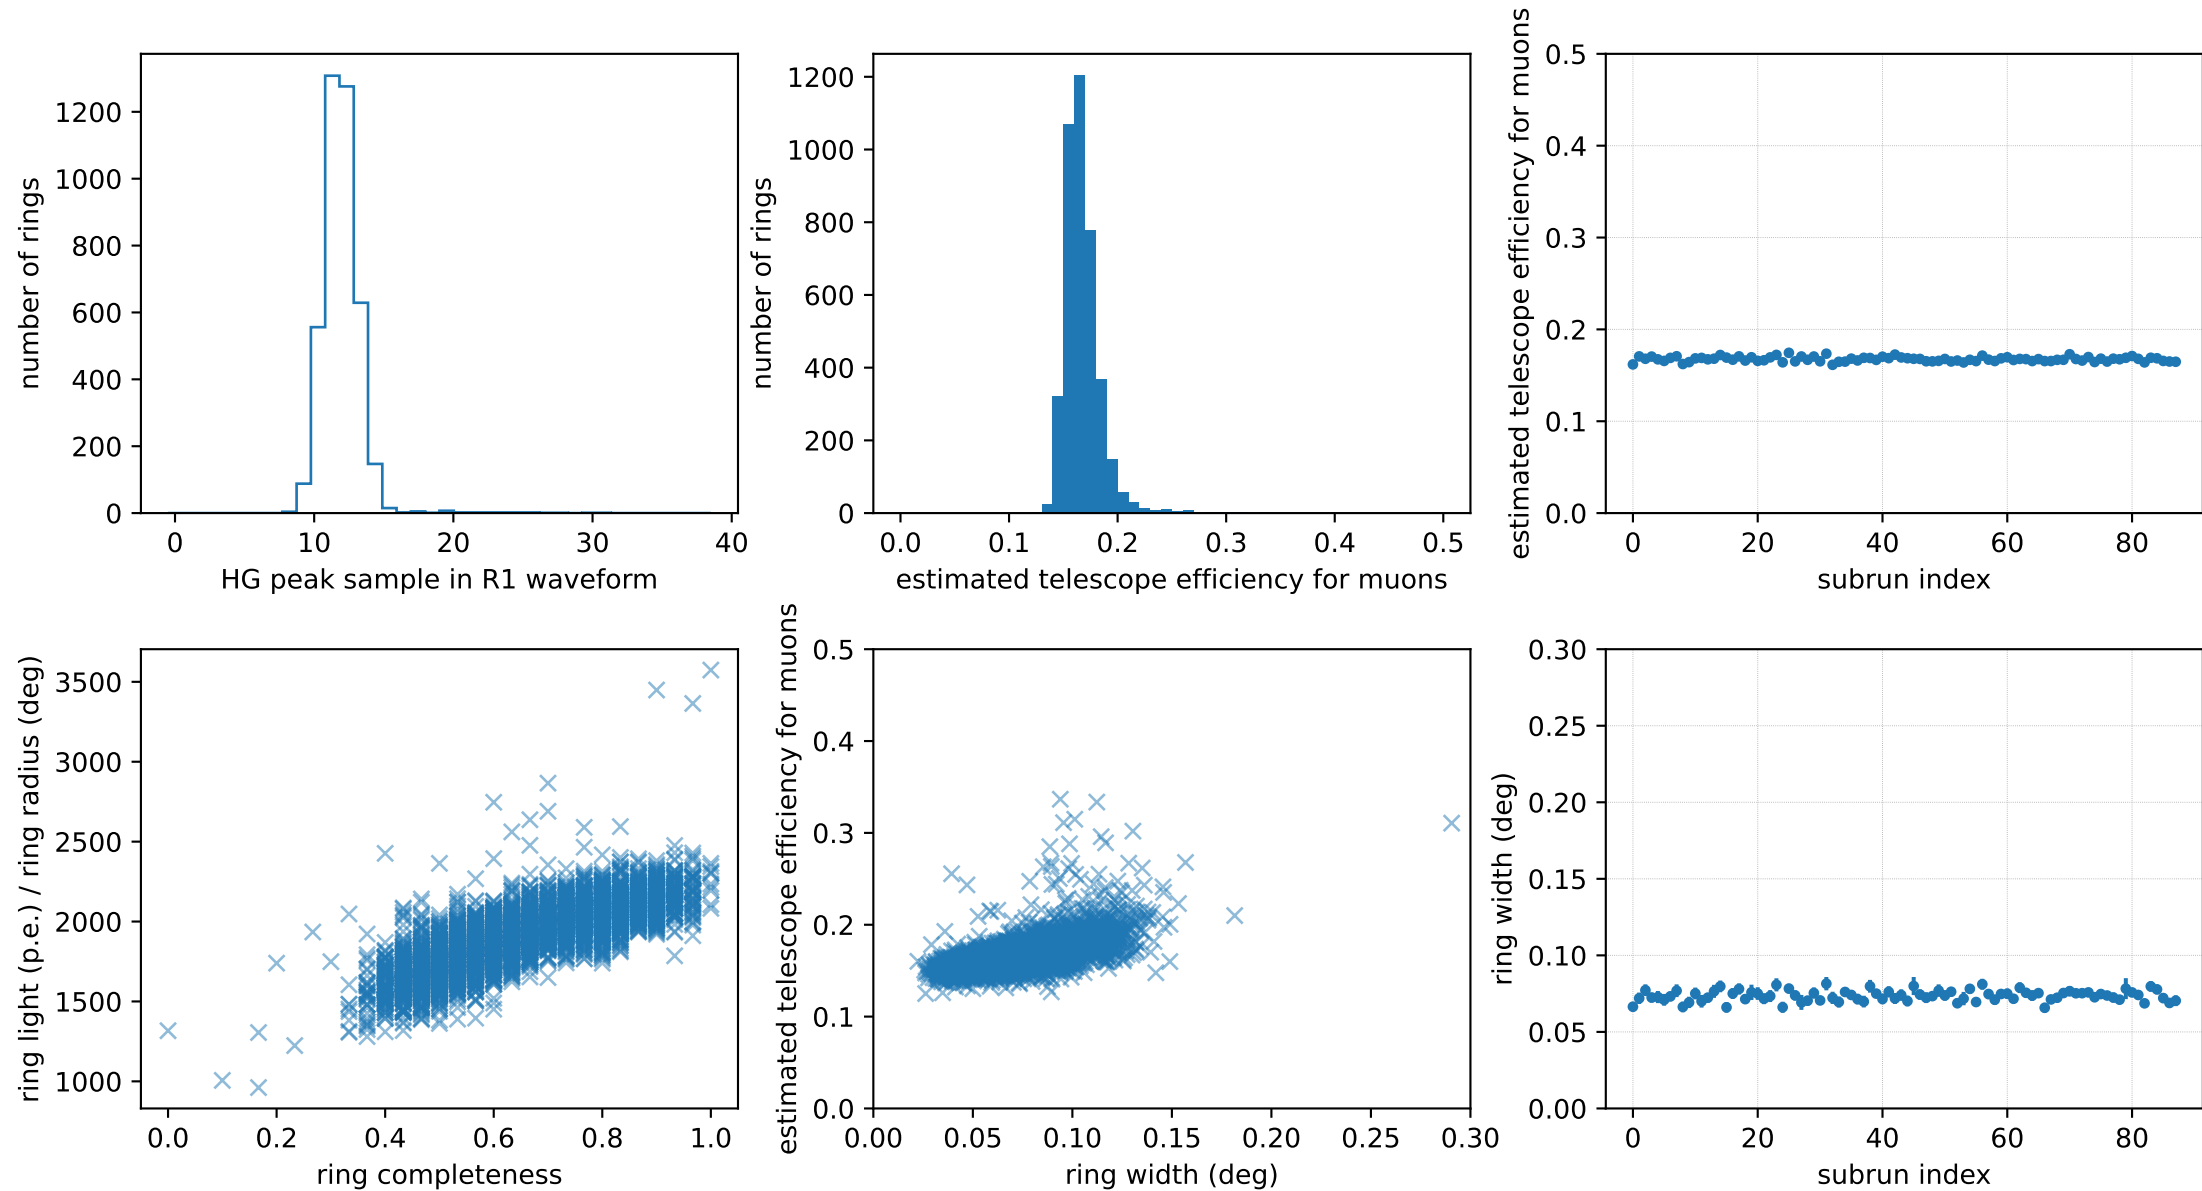 number of rings
1200
1000
800
600
400
200
0
0 10 20 30 40
HG peak sample in R1 waveform
number of rings
1200
1000
800
600
400
200
0
0.0 0.1 0.2 0.3 0.4 0.5
estimated telescope efficiency for muons
estimated telescope efficiency for muons
0.5
0.4
0.3
0.2
0.1
0.0
0 20 40 60 80
subrun index
ring light (p.e.) / ring radius (deg)
3500
3000
2500
2000
1500
1000
0.0 0.2 0.4 0.6 0.8 1.0
ring completeness
estimated telescope efficiency for muons
0.5
0.4
0.3
0.2
0.1
0.0
0.00 0.05 0.10 0.15 0.20 0.25 0.30
ring width (deg)
ring width (deg)
0.30
0.25
0.20
0.15
0.10
0.05
0.00
0 20 40 60 80
subrun index